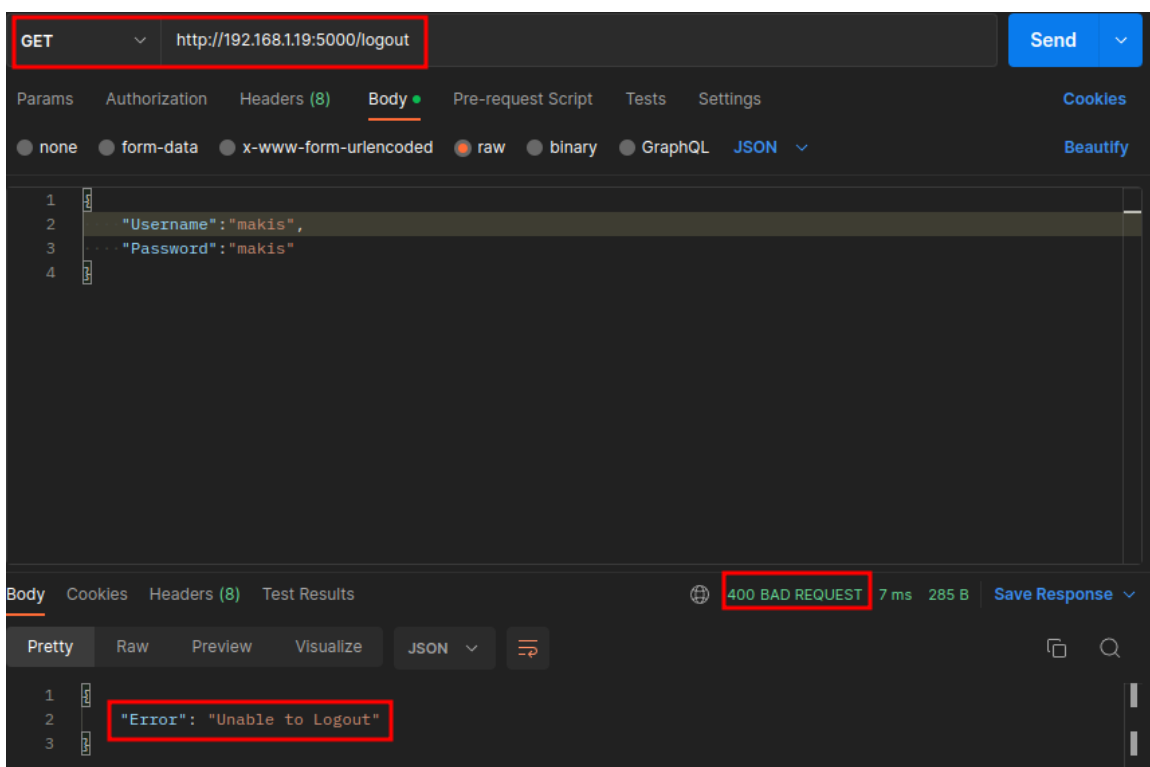 GET http://192.168.1.19:5000/logout Send
Params Authorization Headers (8) Body Pre-request Script Tests Settings Cookies
none form-data x-www-form-urlencoded raw binary GraphQL JSON Beautify
1 {
2 "Username":"makis",
3 "Password":"makis"
4 }
Body Cookies Headers (8) Test Results 400 BAD REQUEST 7 ms 285 B Save Response
Pretty Raw Preview Visualize JSON
1 {
2 "Error": "Unable to Logout"
3 }